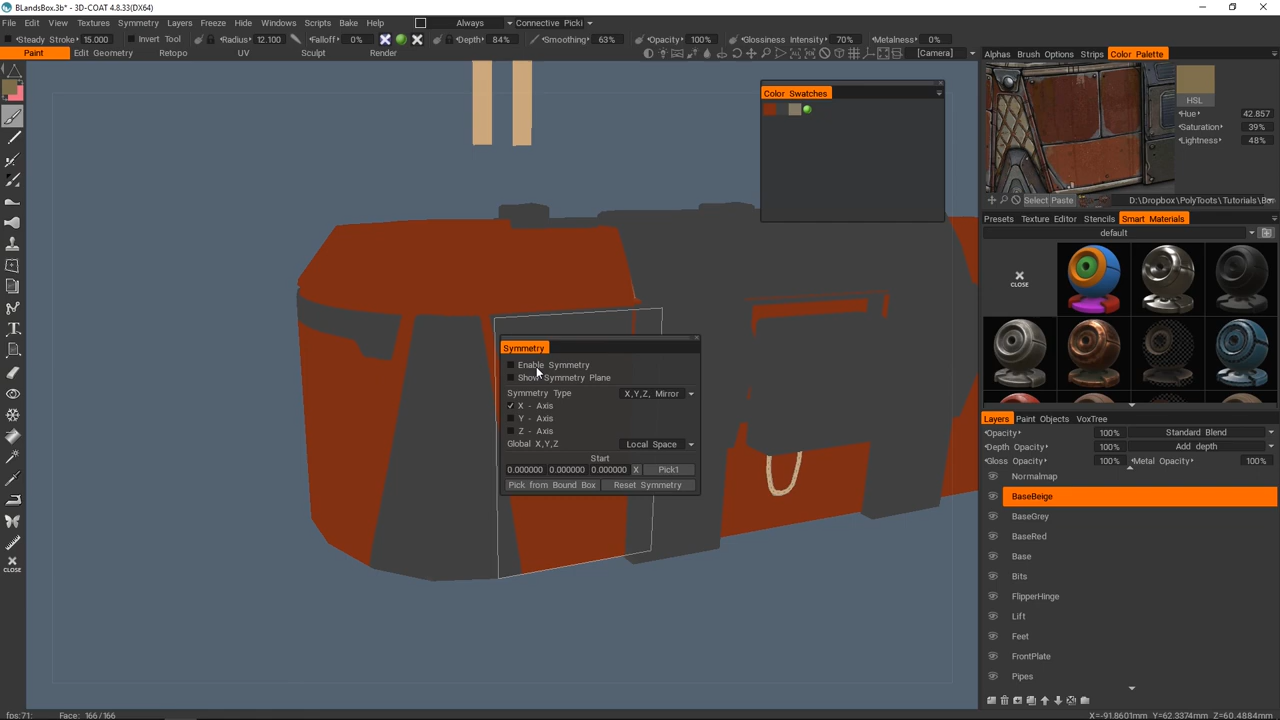 BLandsBox.3b* - 3D-COAT 4.8.33(DX64)
File Edit View Textures Symmetry Layers Freeze Hide Windows Scripts Bake Help Always Connective Picki
Steady Stroke 15.000 Invert Tool Radius 12.100 Falloff 0% Depth 84% Smoothing 63% Opacity 100% Glossiness Intensity 70% Metalness 0%
Paint Edit Geometry Retopo UV Sculpt Render [Camera]
Alphas Brush Options Strips Color Palette
Color Swatches
HSL
Hue 42.857
Saturation 39%
Lightness 48%
Select Paste D:\Dropbox\PolyToots\Tutorials\B
Presets Texture Editor Stencils Smart Materials
default
CLOSE
Symmetry
Enable Symmetry
Show Symmetry Plane
Symmetry Type X,Y,Z, Mirror
X - Axis
Y - Axis
Z - Axis
Global X,Y,Z Local Space
Start
0.000000 0.000000 0.000000 X Pick1
Pick from Bound Box Reset Symmetry
Layers Paint Objects VoxTree
Opacity 100% Standard Blend
Depth Opacity 100% Add depth
Gloss Opacity 100% Metal Opacity 100%
Normalmap
BaseBeige
BaseGrey
BaseRed
Base
Bits
FlipperHinge
Lift
Feet
FrontPlate
Pipes
CLOSE
fps:71; Face: 166/166 X=-91.8601mm Y=62.3374mm Z=60.4884mm